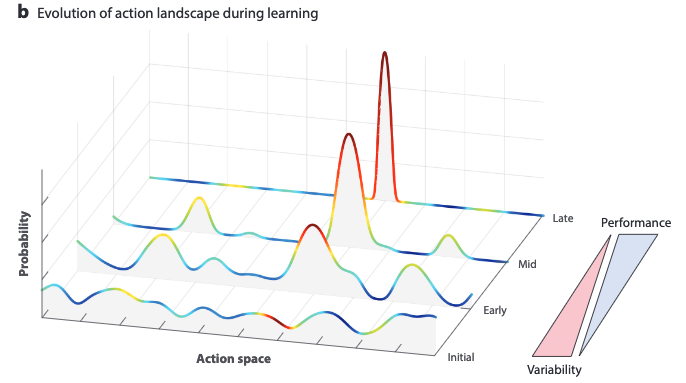 b Evolution of action landscape during learning
Late
Performance
Probability
Mid
Early
Initial
Action space
Variability